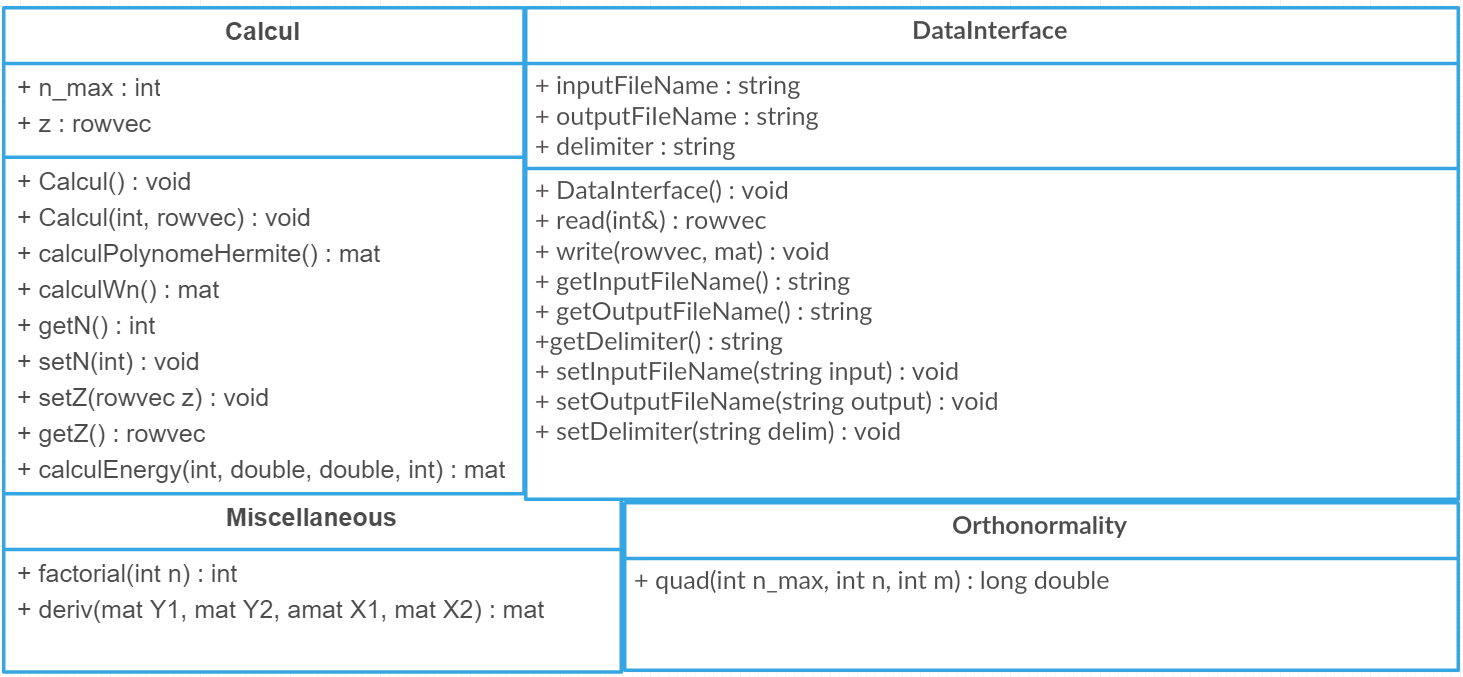 Calcul
+ n_max : int
+ z : rowvec
+ Calcul() : void
+ Calcul(int, rowvec) : void
+ calculPolynomeHermite() : mat
+ calculWn() : mat
+ getN() : int
+ setN(int) : void
+ setZ(rowvec z) : void
+ getZ() : rowvec
+ calculEnergy(int, double, double, int) : mat
DataInterface
+ inputFileName : string
+ outputFileName : string
+ delimiter : string
+ DataInterface() : void
+ read(int&) : rowvec
+ write(rowvec, mat) : void
+ getInputFileName() : string
+ getOutputFileName() : string
+getDelimiter() : string
+ setInputFileName(string input) : void
+ setOutputFileName(string output) : void
+ setDelimiter(string delim) : void
Miscellaneous
+ factorial(int n) : int
+ deriv(mat Y1, mat Y2, amat X1, mat X2) : mat
Orthonormality
+ quad(int n_max, int n, int m) : long double